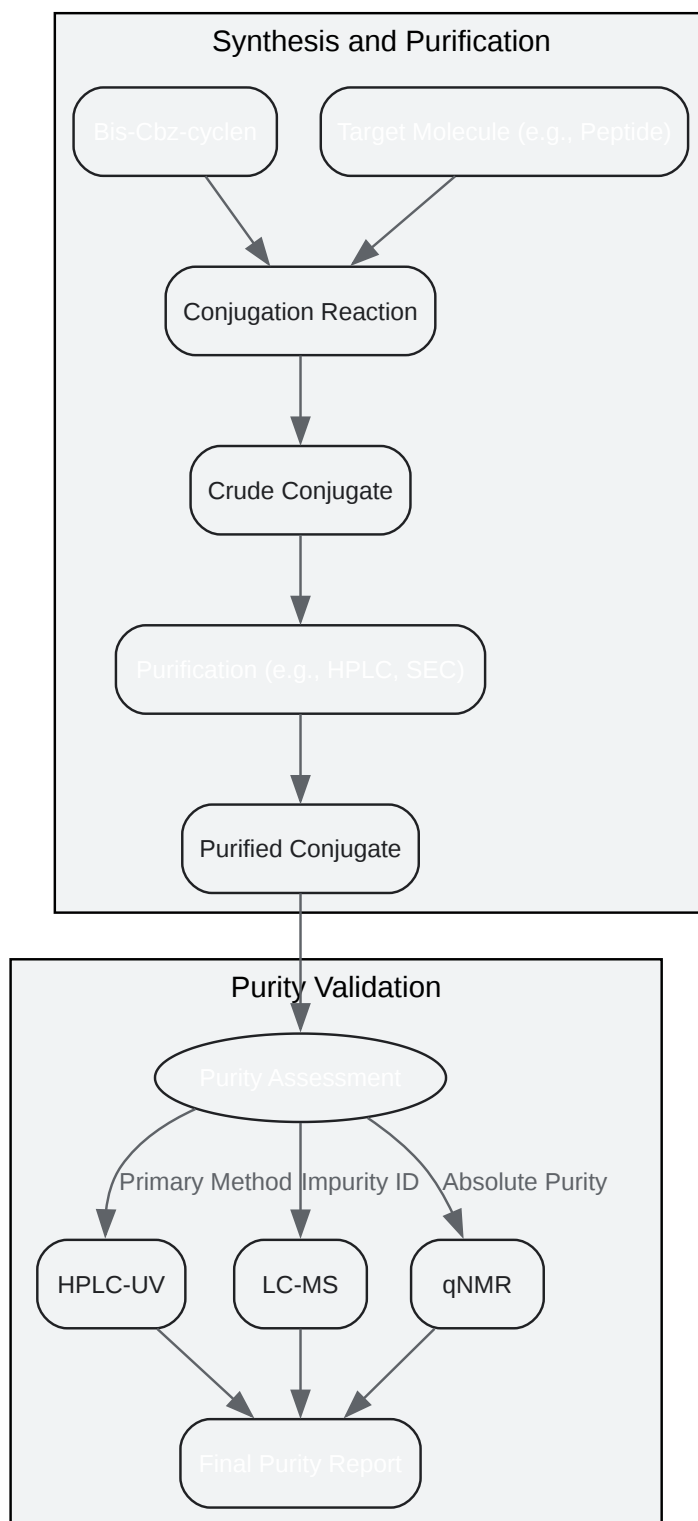 Synthesis and Purification
Bis-Cbz-cyclen
Target Molecule (e.g., Peptide)
Conjugation Reaction
Crude Conjugate
Purification (e.g., HPLC, SEC)
Purified Conjugate
Purity Validation
Purity Assessment
Primary Method
Impurity ID
Absolute Purity
HPLC-UV
LC-MS
qNMR
Final Purity Report